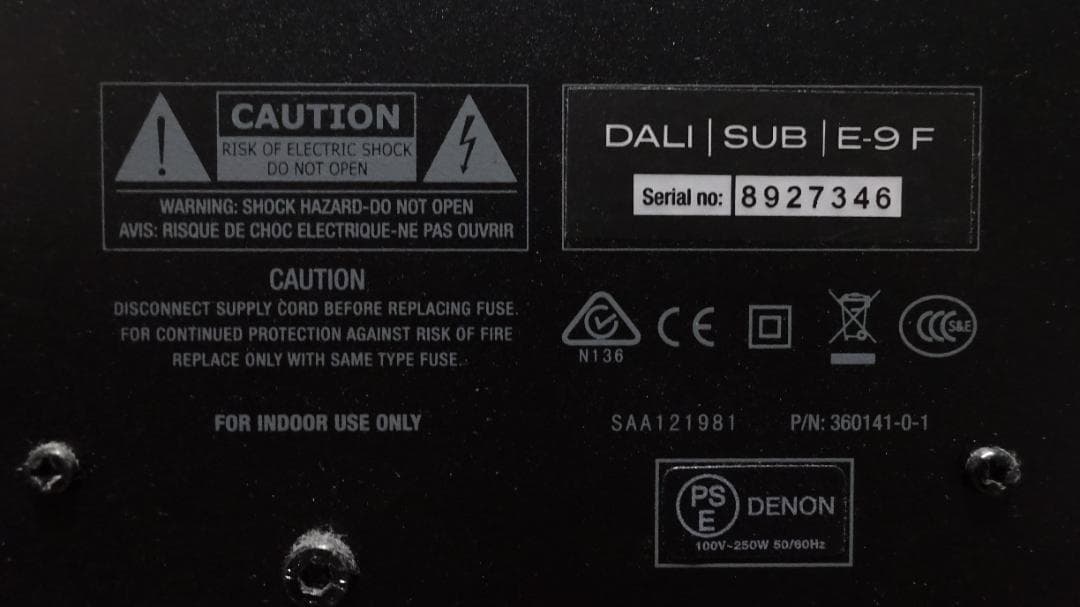 CAUTION
RISK OF ELECTRIC SHOCK
DO NOT OPEN
WARNING: SHOCK HAZARD-DO NOT OPEN
AVIS: RISQUE DE CHOC ELECTRIQUE-NE PAS OUVRIR
DALI | SUB | E-9 F
Serial no: 8927346
CAUTION
DISCONNECT SUPPLY CORD BEFORE REPLACING FUSE.
FOR CONTINUED PROTECTION AGAINST RISK OF FIRE
REPLACE ONLY WITH SAME TYPE FUSE.
N136
CE
CCC S&E
FOR INDOOR USE ONLY
SAA121981 P/N: 360141-0-1
PS
E
DENON
100V~250W 50/60Hz